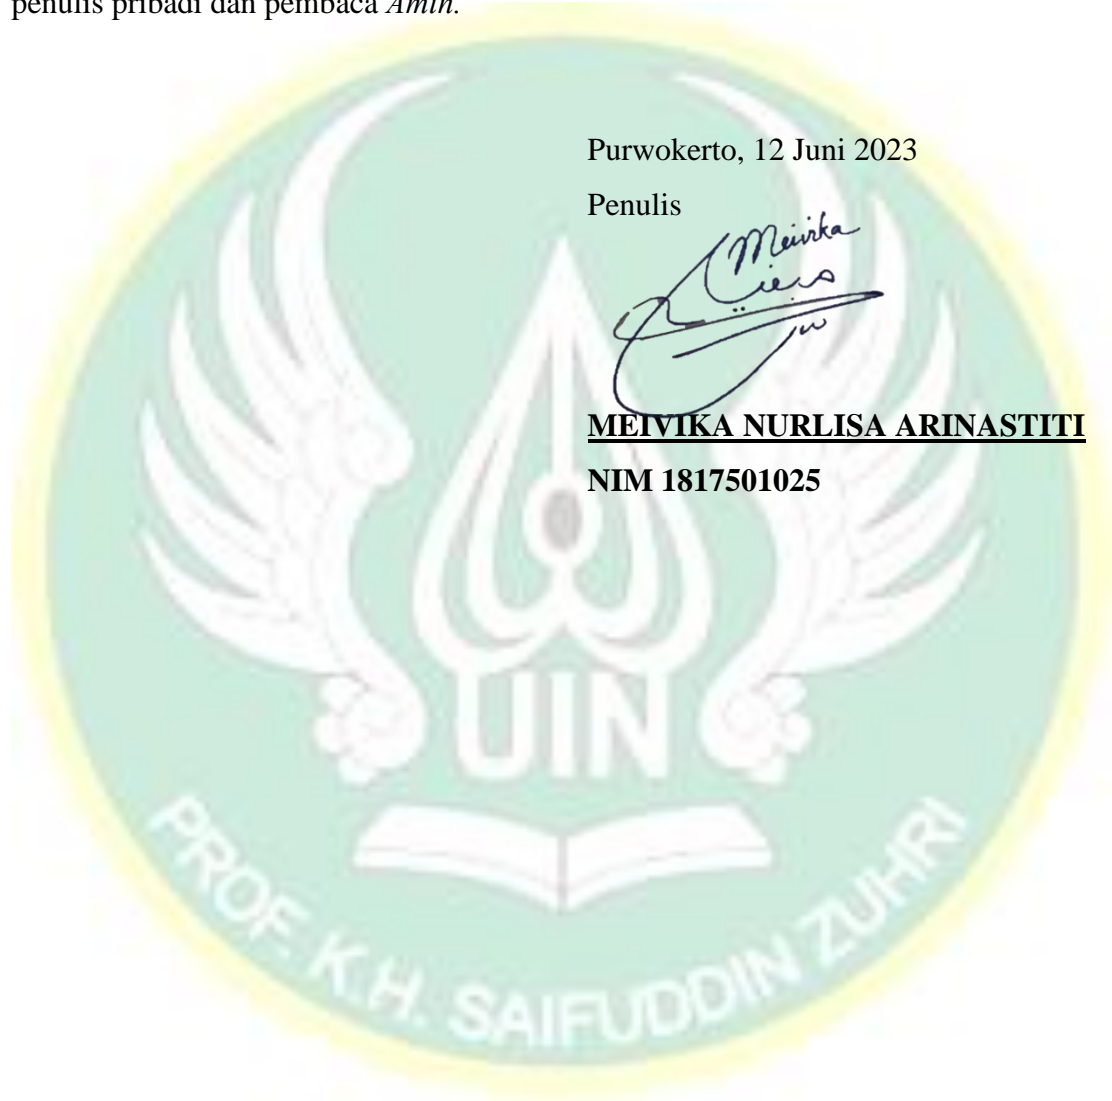 penulis pribadi dan pembaca Amin.
Purwokerto, 12 Juni 2023
Penulis
Meivika
MEIVIKA NURLISA ARINASTITI
NIM 1817501025
UIN
PROF. K.H. SAIFUDDIN ZUHRI